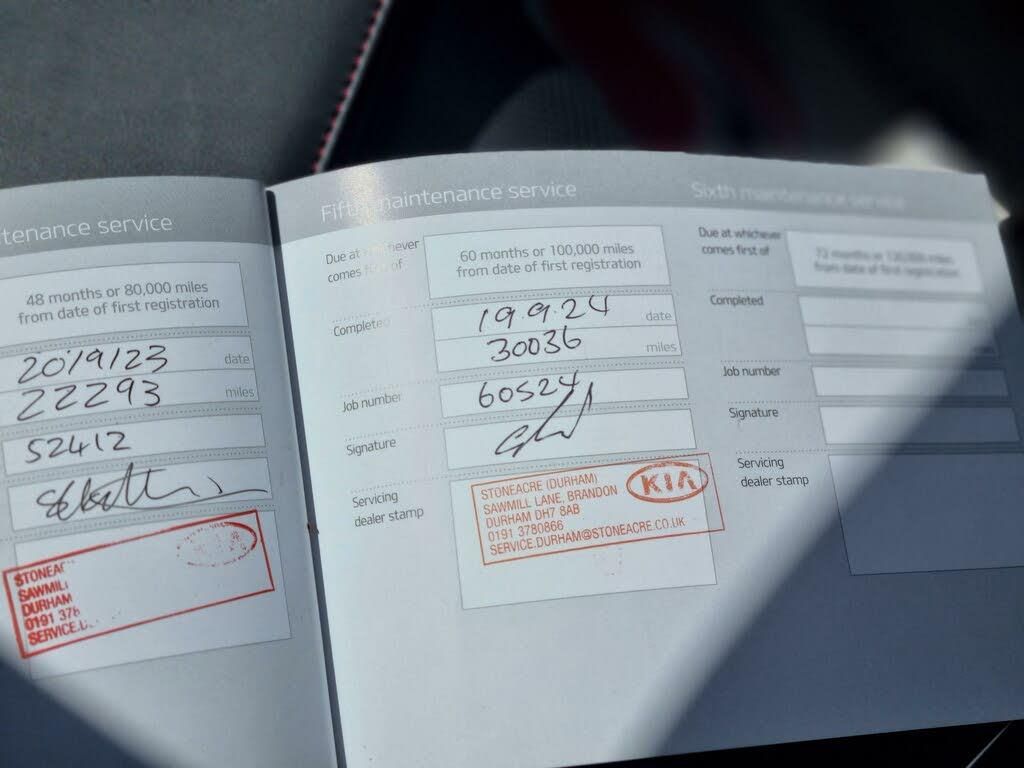 tenance service
48 months or 80,000 miles
from date of first registration
20/9/23 date
22293 miles
52412
STONEA
SAWMIL
DURHAM
0191 376
SERVICE.D
Fifth maintenance service
Due at whichever
comes first of
60 months or 100,000 miles
from date of first registration
Completed
19.9.24 date
30036 miles
Job number
60524
Signature
Servicing
dealer stamp
STONEACRE (DURHAM)
SAWMILL LANE, BRANDON
DURHAM DH7 8AB
0191 3780866
SERVICE.DURHAM@STONEACRE.CO.UK
KIA
Sixth maintenance service
Due at whichever
comes first of
72 months or 120,000 miles
from date of first registration
Completed
Job number
Signature
Servicing
dealer stamp